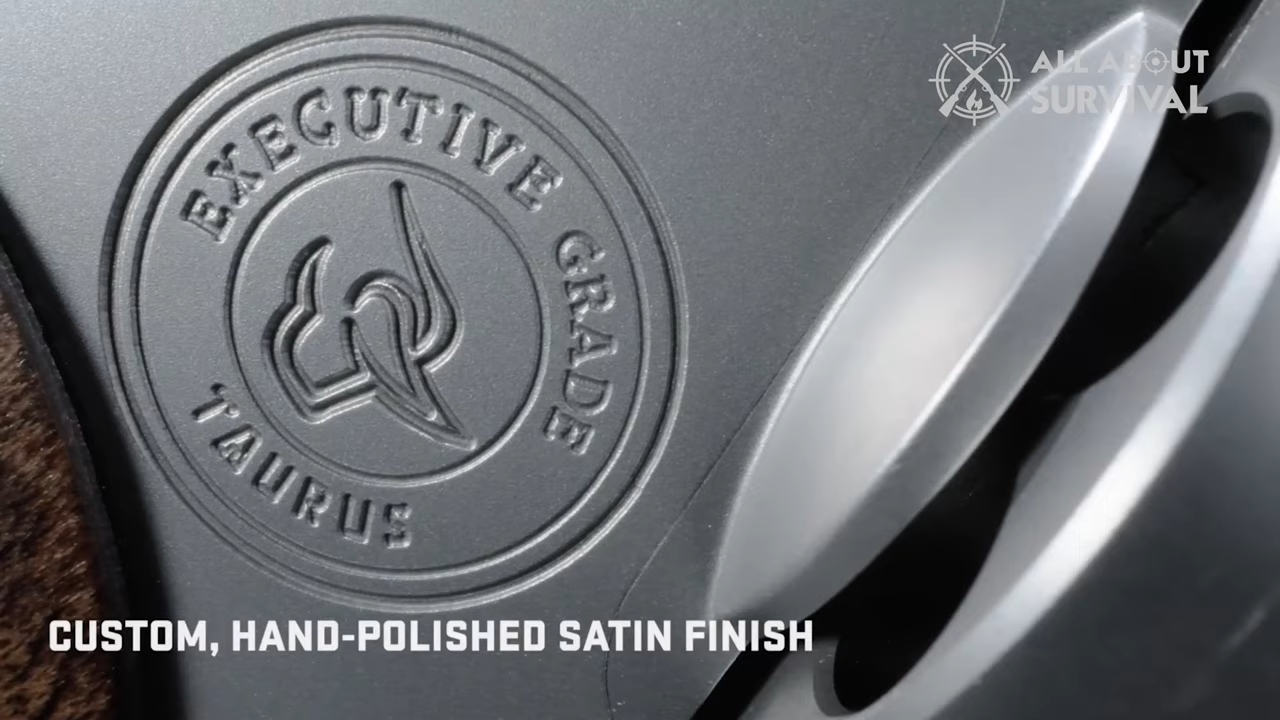 ALL ABOUT
SURVIVAL
EXECUTIVE GRADE
TAURUS
CUSTOM, HAND-POLISHED SATIN FINISH